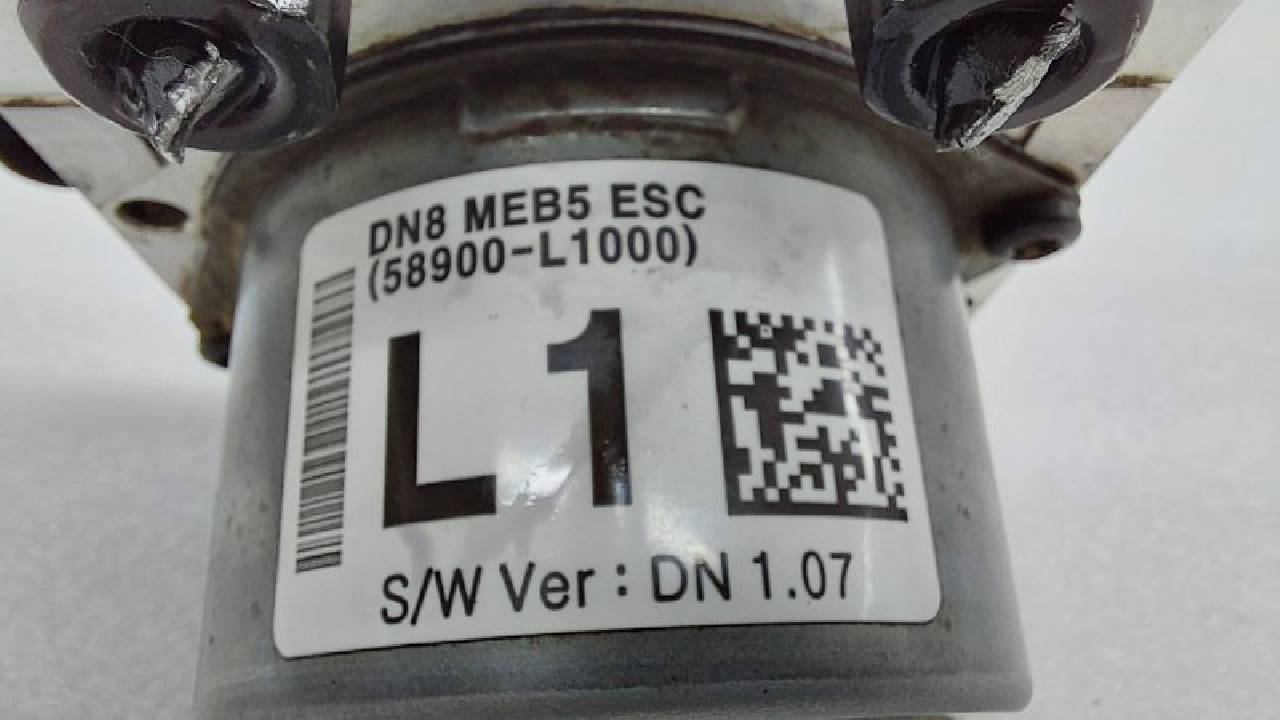 DN8 MEB5 ESC
(58900-L1000)
L1
S/W Ver : DN 1.07